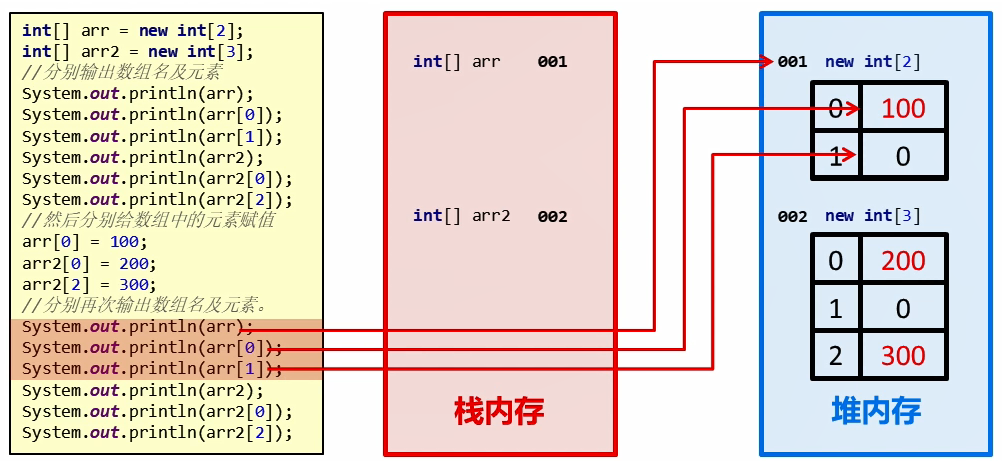 int[] arr = new int[2];
int[] arr2 = new int[3];
//分别输出数组名及元素
System.out.println(arr);
System.out.println(arr[0]);
System.out.println(arr[1]);
System.out.println(arr2);
System.out.println(arr2[0]);
System.out.println(arr2[2]);
//然后分别给数组中的元素赋值
arr[0] = 100;
arr2[0] = 200;
arr2[2] = 300;
//分别再次输出数组名及元素。
System.out.println(arr);
System.out.println(arr[0]);
System.out.println(arr[1]);
System.out.println(arr2);
System.out.println(arr2[0]);
System.out.println(arr2[2]);
int[] arr 001
int[] arr2 002
栈内存
001 new int[2]
0 100
1 0
002 new int[3]
0 200
1 0
2 300
堆内存